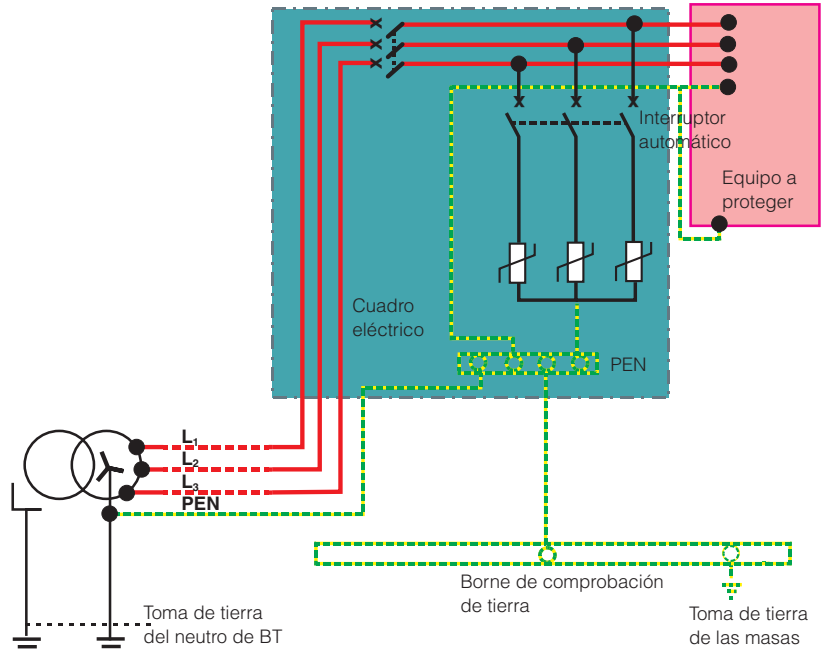 Interruptor
automático
Equipo a
proteger
Cuadro
eléctrico
PEN
L1
L2
L3
PEN
Borne de comprobación
de tierra
Toma de tierra
del neutro de BT
Toma de tierra
de las masas